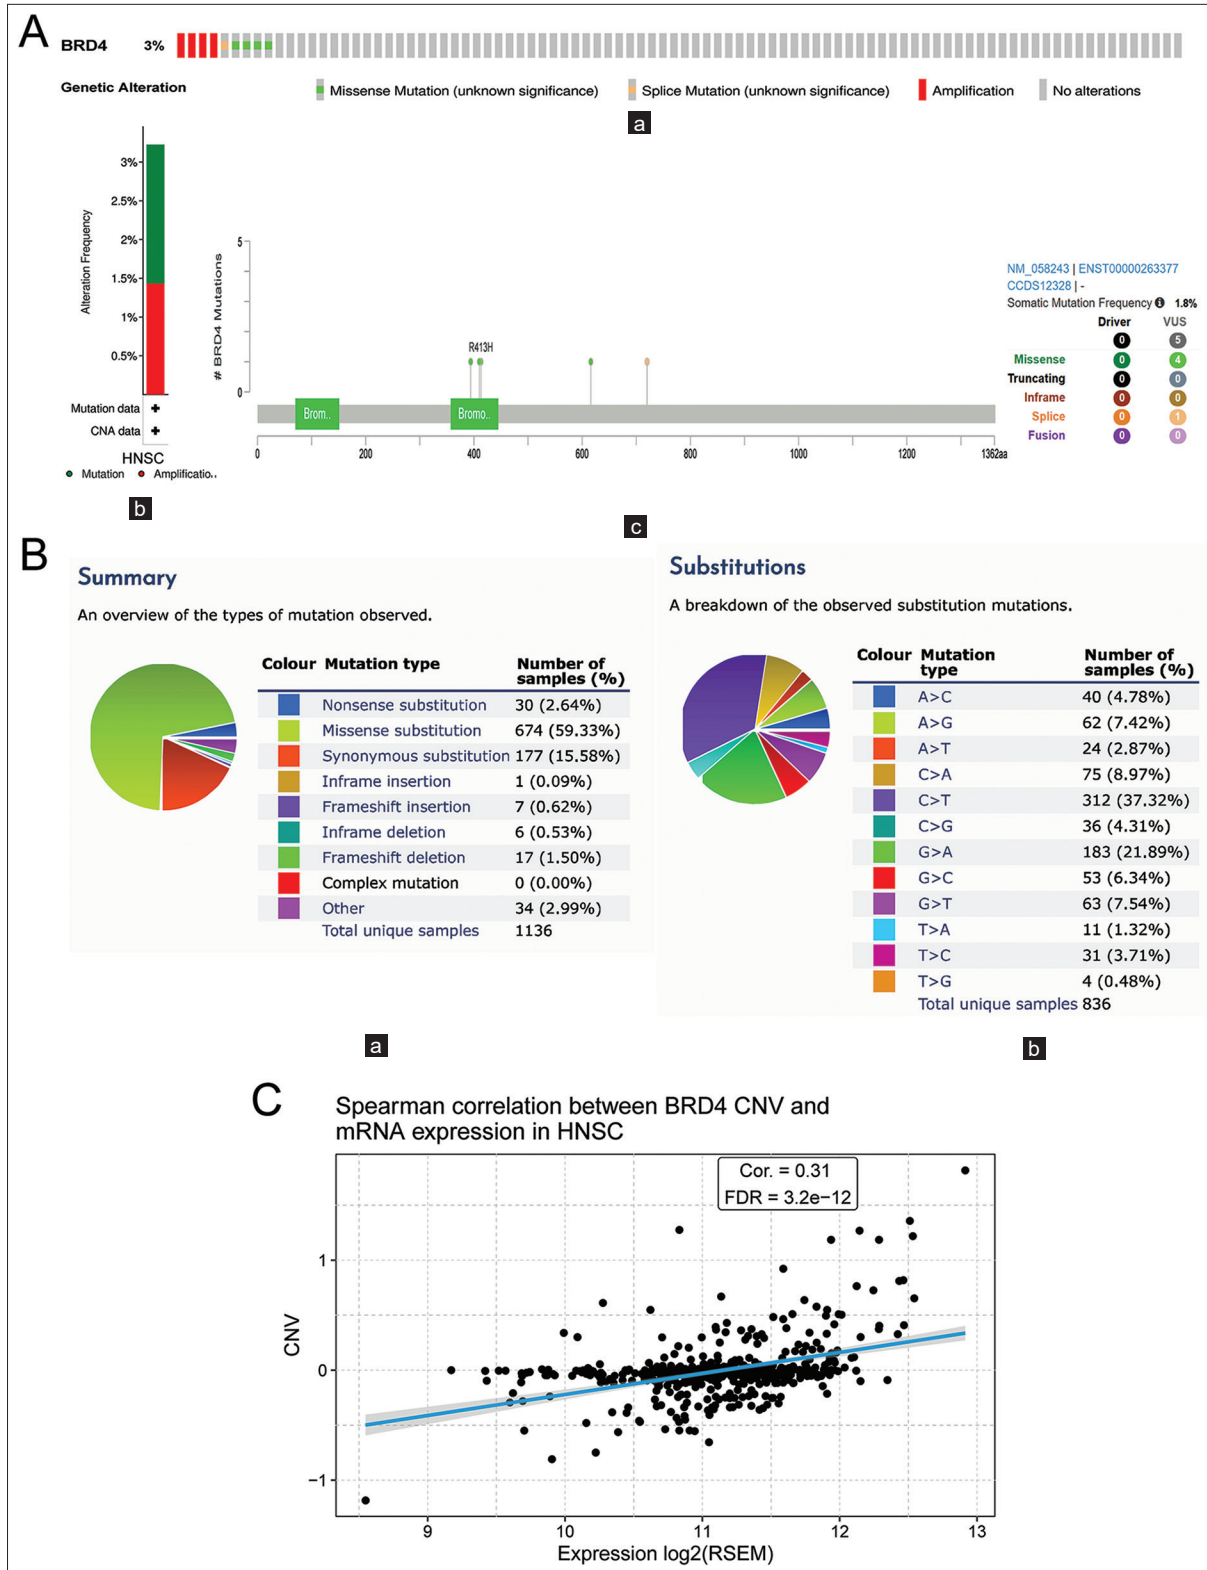 A
BRD4 3%
Genetic Alteration
Missense Mutation (unknown significance)
Splice Mutation (unknown significance)
Amplification
No alterations
a
3%
2.5%
2%
1.5%
1%
0.5%
Alteration Frequency
Mutation data +
CNA data +
HNSC
Mutation
Amplification
b
# BRD4 Mutations
5
0
R413H
Brom..
Bromo..
0
200
400
600
800
1000
1200
1362aa
NM_058243 | ENST00000263377
CCDS12328 | -
Somatic Mutation Frequency 1.8%
Driver VUS
0 5
Missense 0 4
Truncating 0 0
Inframe 0 0
Splice 0 1
Fusion 0 0
c
B
Summary
An overview of the types of mutation observed.
Colour Mutation type Number of samples (%)
Nonsense substitution 30 (2.64%)
Missense substitution 674 (59.33%)
Synonymous substitution 177 (15.58%)
Inframe insertion 1 (0.09%)
Frameshift insertion 7 (0.62%)
Inframe deletion 6 (0.53%)
Frameshift deletion 17 (1.50%)
Complex mutation 0 (0.00%)
Other 34 (2.99%)
Total unique samples 1136
a
Substitutions
A breakdown of the observed substitution mutations.
Colour Mutation type Number of samples (%)
A>C 40 (4.78%)
A>G 62 (7.42%)
A>T 24 (2.87%)
C>A 75 (8.97%)
C>T 312 (37.32%)
C>G 36 (4.31%)
G>A 183 (21.89%)
G>C 53 (6.34%)
G>T 63 (7.54%)
T>A 11 (1.32%)
T>C 31 (3.71%)
T>G 4 (0.48%)
Total unique samples 836
b
C
Spearman correlation between BRD4 CNV and
mRNA expression in HNSC
Cor. = 0.31
FDR = 3.2e−12
CNV
1
0
−1
9
10
11
12
13
Expression log2(RSEM)